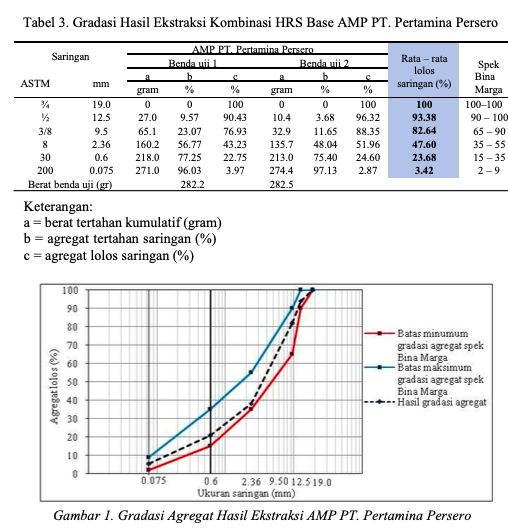 Tabel 3. Gradasi Hasil Ekstraksi Kombinasi HRS Base AMP PT. Pertamina Persero
Saringan AMP PT. Pertamina Persero Rata – rata lolos saringan (%) Spek Bina Marga
Benda uji 1 Benda uji 2
ASTM mm a b c a b c
gram % % gram % %
¾ 19.0 0 0 100 0 0 100 100 100–100
½ 12.5 27.0 9.57 90.43 10.4 3.68 96.32 93.38 90 – 100
3/8 9.5 65.1 23.07 76.93 32.9 11.65 88.35 82.64 65 – 90
8 2.36 160.2 56.77 43.23 135.7 48.04 51.96 47.60 35 – 55
30 0.6 218.0 77.25 22.75 213.0 75.40 24.60 23.68 15 – 35
200 0.075 271.0 96.03 3.97 274.4 97.13 2.87 3.42 2 – 9
Berat benda uji (gr) 282.2 282.5
Keterangan:
a = berat tertahan kumulatif (gram)
b = agregat tertahan saringan (%)
c = agregat lolos saringan (%)
Agregat lolos (%)
100
90
80
70
60
50
40
30
20
10
0
0.075 0.6 2.36 9.50 12.5 19.0
Ukuran saringan (mm)
Batas minumum
gradasi agregat spek
Bina Marga
Batas maksimum
gradasi agregat spek
Bina Marga
Hasil gradasi agregat
Gambar 1. Gradasi Agregat Hasil Ekstraksi AMP PT. Pertamina Persero